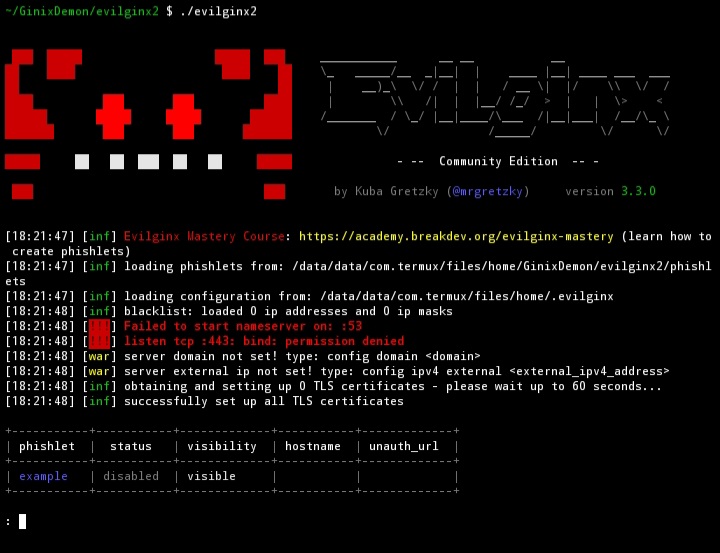 ~/GinixDemon/evilginx2 $ ./evilginx2
Evilginx
- -- Community Edition -- -
by Kuba Gretzky (@mrgretzky) version 3.3.0
[18:21:47] [inf] Evilginx Mastery Course: https://academy.breakdev.org/evilginx-mastery (learn how to
create phishlets)
[18:21:47] [inf] loading phishlets from: /data/data/com.termux/files/home/GinixDemon/evilginx2/phishl
ets
[18:21:47] [inf] loading configuration from: /data/data/com.termux/files/home/.evilginx
[18:21:48] [inf] blacklist: loaded 0 ip addresses and 0 ip masks
[18:21:48] [!!!] Failed to start nameserver on: :53
[18:21:48] [!!!] listen tcp :443: bind: permission denied
[18:21:48] [war] server domain not set! type: config domain <domain>
[18:21:48] [war] server external ip not set! type: config ipv4 external <external_ipv4_address>
[18:21:48] [inf] obtaining and setting up 0 TLS certificates - please wait up to 60 seconds...
[18:21:48] [inf] successfully set up all TLS certificates
+-----------+-----------+-------------+-----------+-------------+
| phishlet | status | visibility | hostname | unauth_url |
+-----------+-----------+-------------+-----------+-------------+
| example | disabled | visible | | |
+-----------+-----------+-------------+-----------+-------------+
: